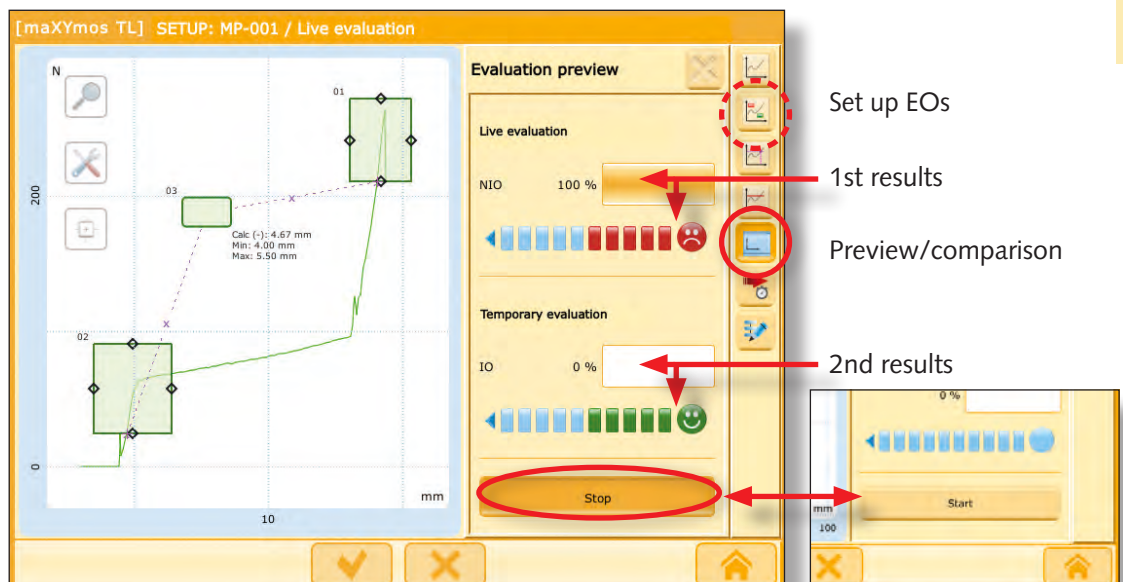 [maXYmos TL] SETUP: MP-001 / Live evaluation
N
01
03
200
Calc (-): 4.67 mm
Min: 4.00 mm
Max: 5.50 mm
02
0
mm
10
Evaluation preview
Live evaluation
NIO 100 %
Temporary evaluation
IO 0 %
Stop
Set up EOs
1st results
Preview/comparison
2nd results
0 %
mm
Start
100